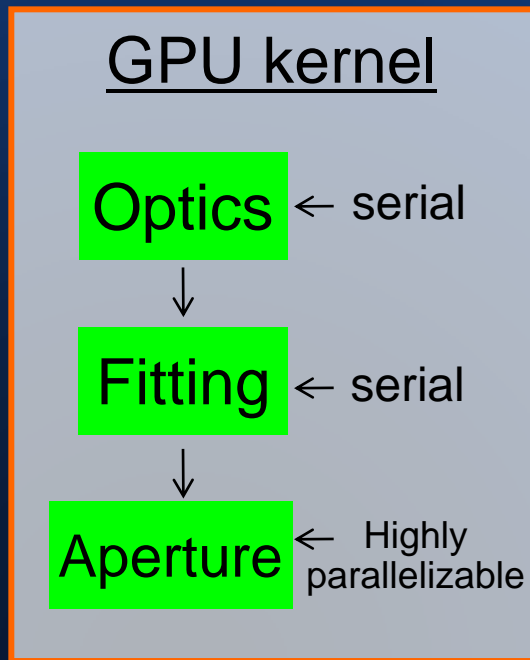 GPU kernel
Optics
serial
Fitting
serial
Aperture
Highly
parallelizable